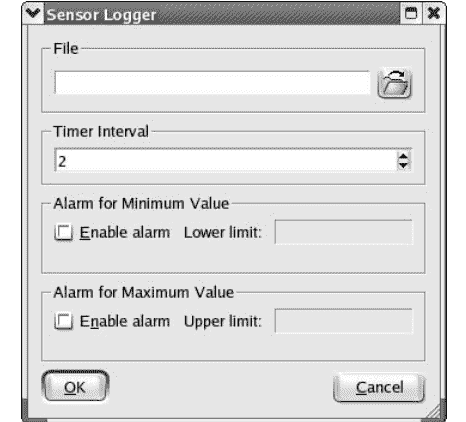 Sensor Logger
File
Timer Interval
2
Alarm for Minimum Value
Enable alarm Lower limit:
Alarm for Maximum Value
Enable alarm Upper limit:
OK Cancel